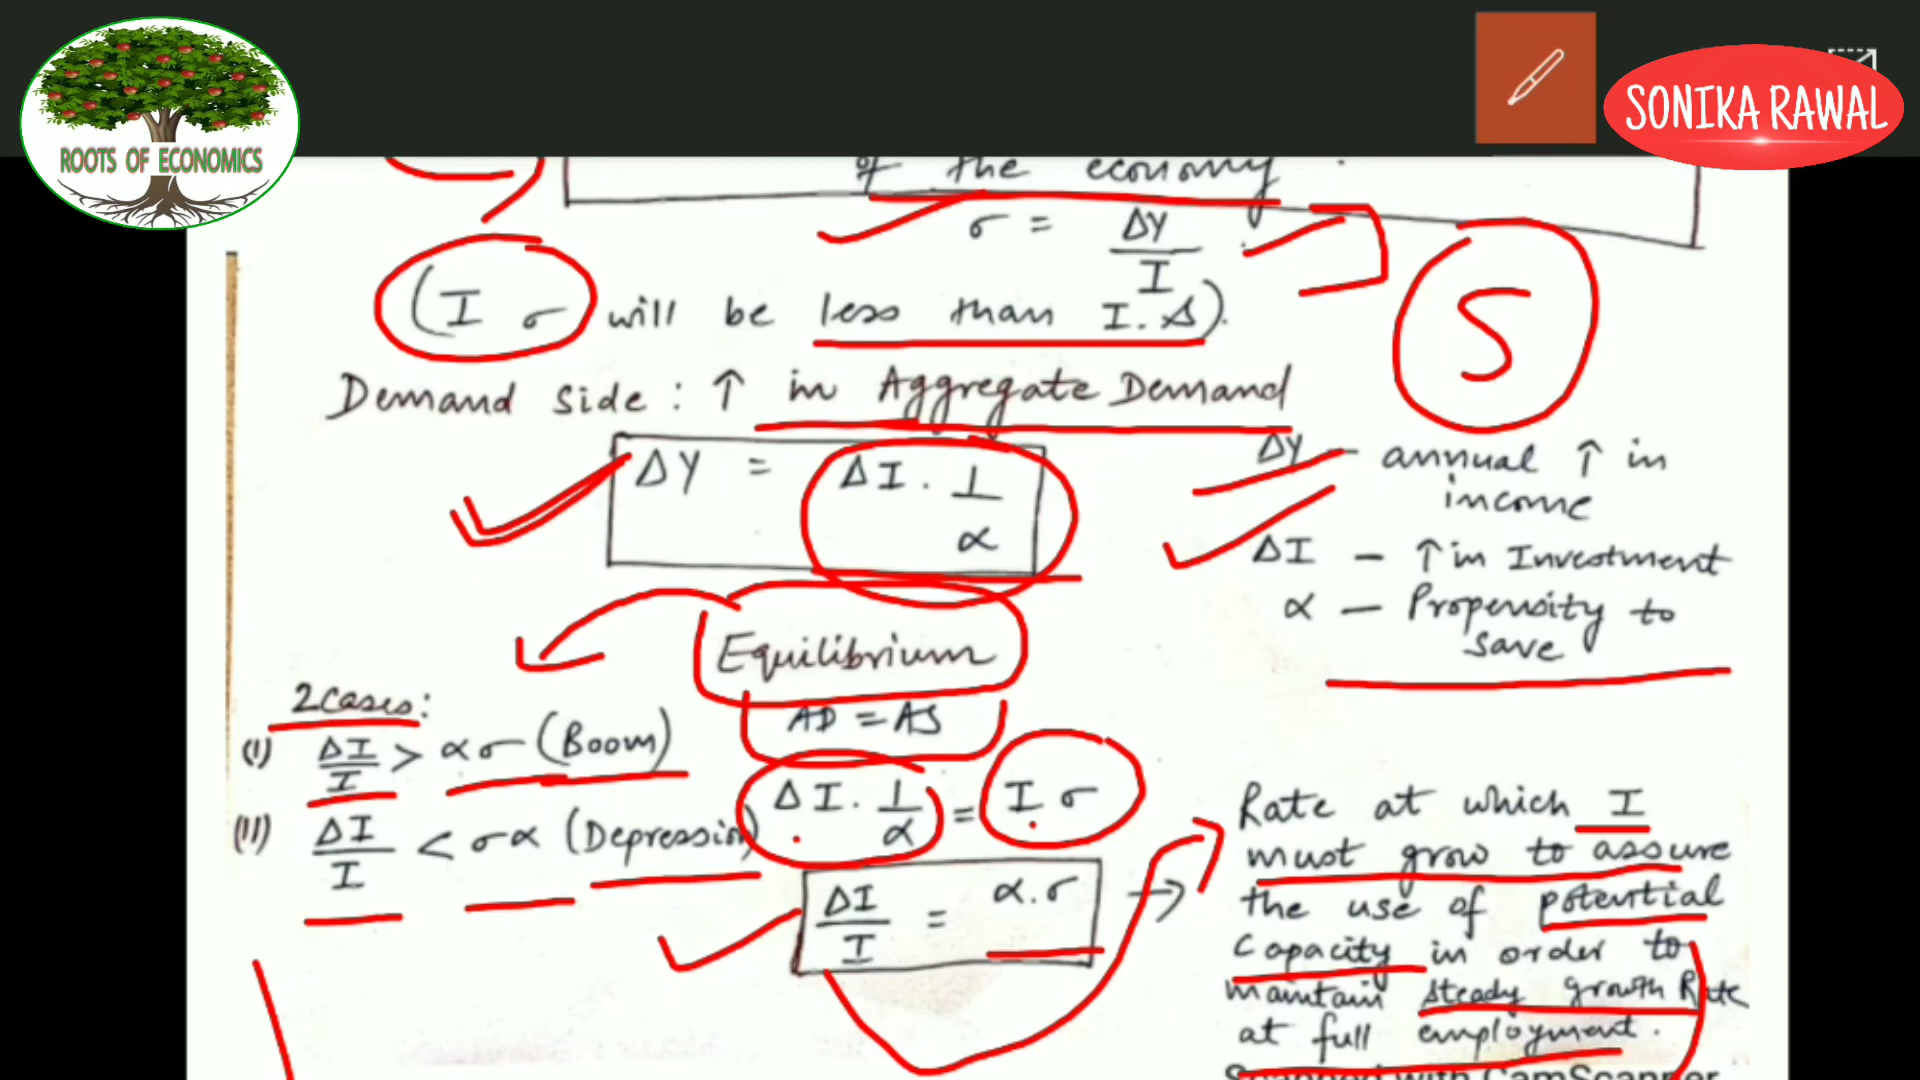 ROOTS OF ECONOMICS
SONIKA RAWAL
of the economy.
σ = ΔY
I
(I σ will be less than I.s).
S
Demand side: ↑ in Aggregate Demand
ΔY = ΔI. 1
α
ΔY — annual ↑ in
income
ΔI — ↑ in Investment
α — Propensity to
save
Equilibrium
AD = AS
2 Cases:
(I) ΔI > α σ (Boom)
I
(II) ΔI < σ α (Depression)
I
ΔI. 1 = I σ
α
ΔI = α.σ →
I
Rate at which I
must grow to assure
the use of potential
Capacity in order to
maintain steady growth Rate
at full employment.
Scanned with CamScanner